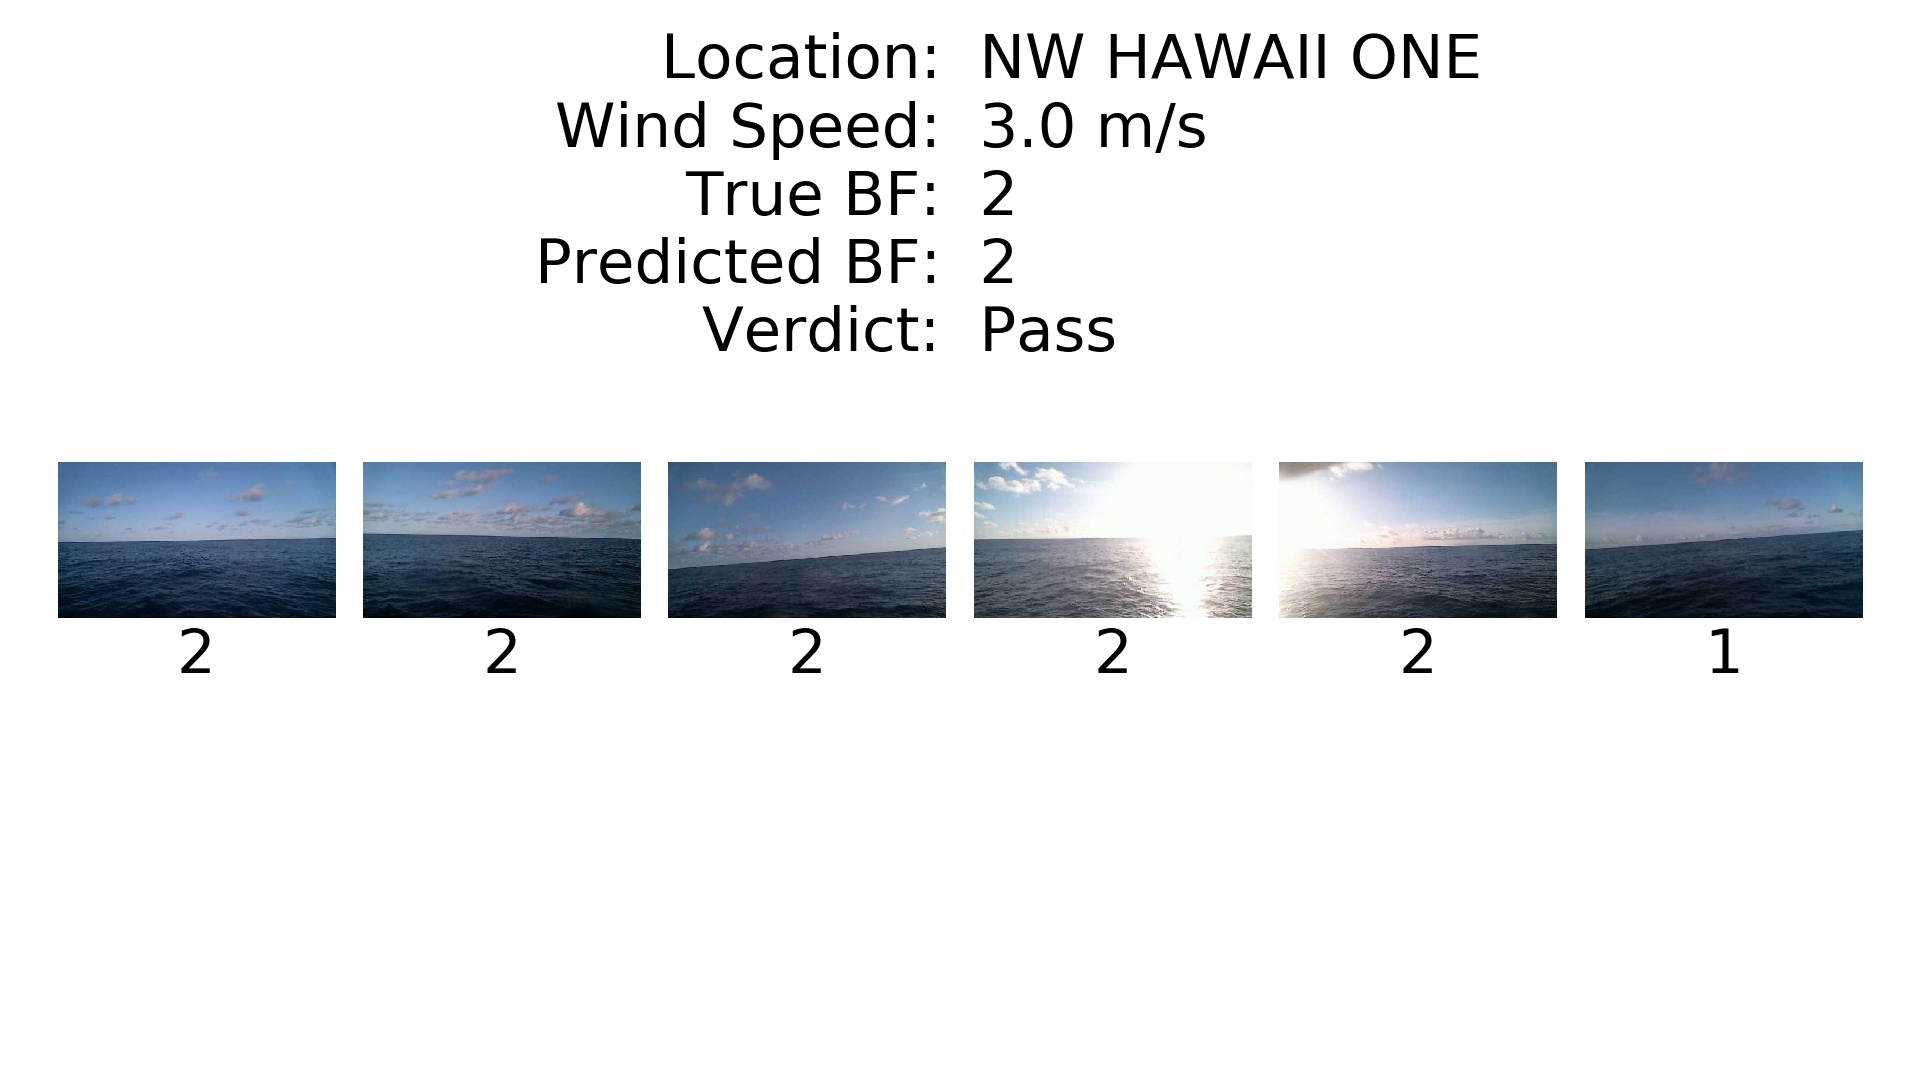 Location: NW HAWAII ONE
Wind Speed: 3.0 m/s
True BF: 2
Predicted BF: 2
Verdict: Pass
2 2 2 2 2 1